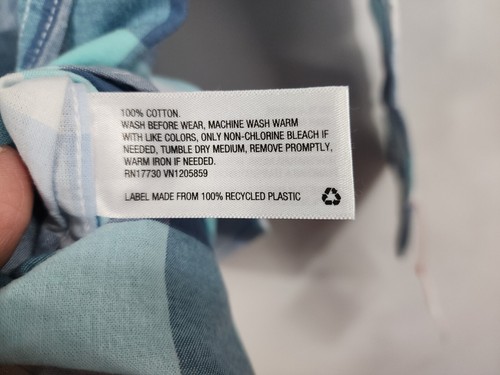 100% COTTON.
WASH BEFORE WEAR, MACHINE WASH WARM
WITH LIKE COLORS, ONLY NON-CHLORINE BLEACH IF
NEEDED, TUMBLE DRY MEDIUM, REMOVE PROMPTLY,
WARM IRON IF NEEDED.
RN17730 VN1205859
LABEL MADE FROM 100% RECYCLED PLASTIC